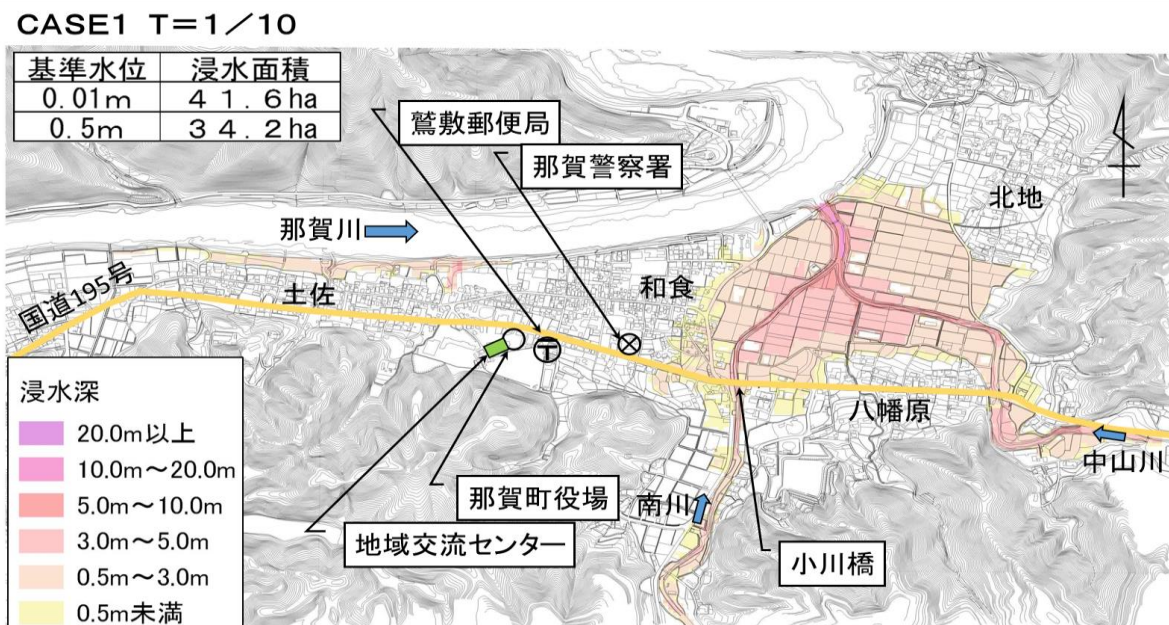 CASE1 T=1/10
基準水位 浸水面積
0.01m 41.6ha
0.5m 34.2ha
鷲敷郵便局
那賀警察署
北地
那賀川
国道195号
土佐
和食
八幡原
中山川
浸水深
20.0m以上
10.0m~20.0m
5.0m~10.0m
3.0m~5.0m
0.5m~3.0m
0.5m未満
那賀町役場
南川
地域交流センター
小川橋